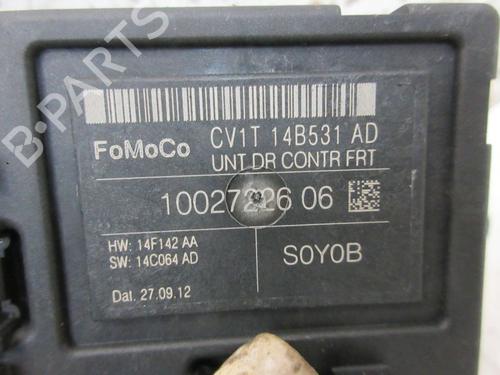 B-PARTS
FoMoCo
CV1T 14B531 AD
UNT DR CONTR FRT
10027226 06
HW: 14F142 AA
SW: 14C064 AD
S0Y0B
Dat. 27.09.12